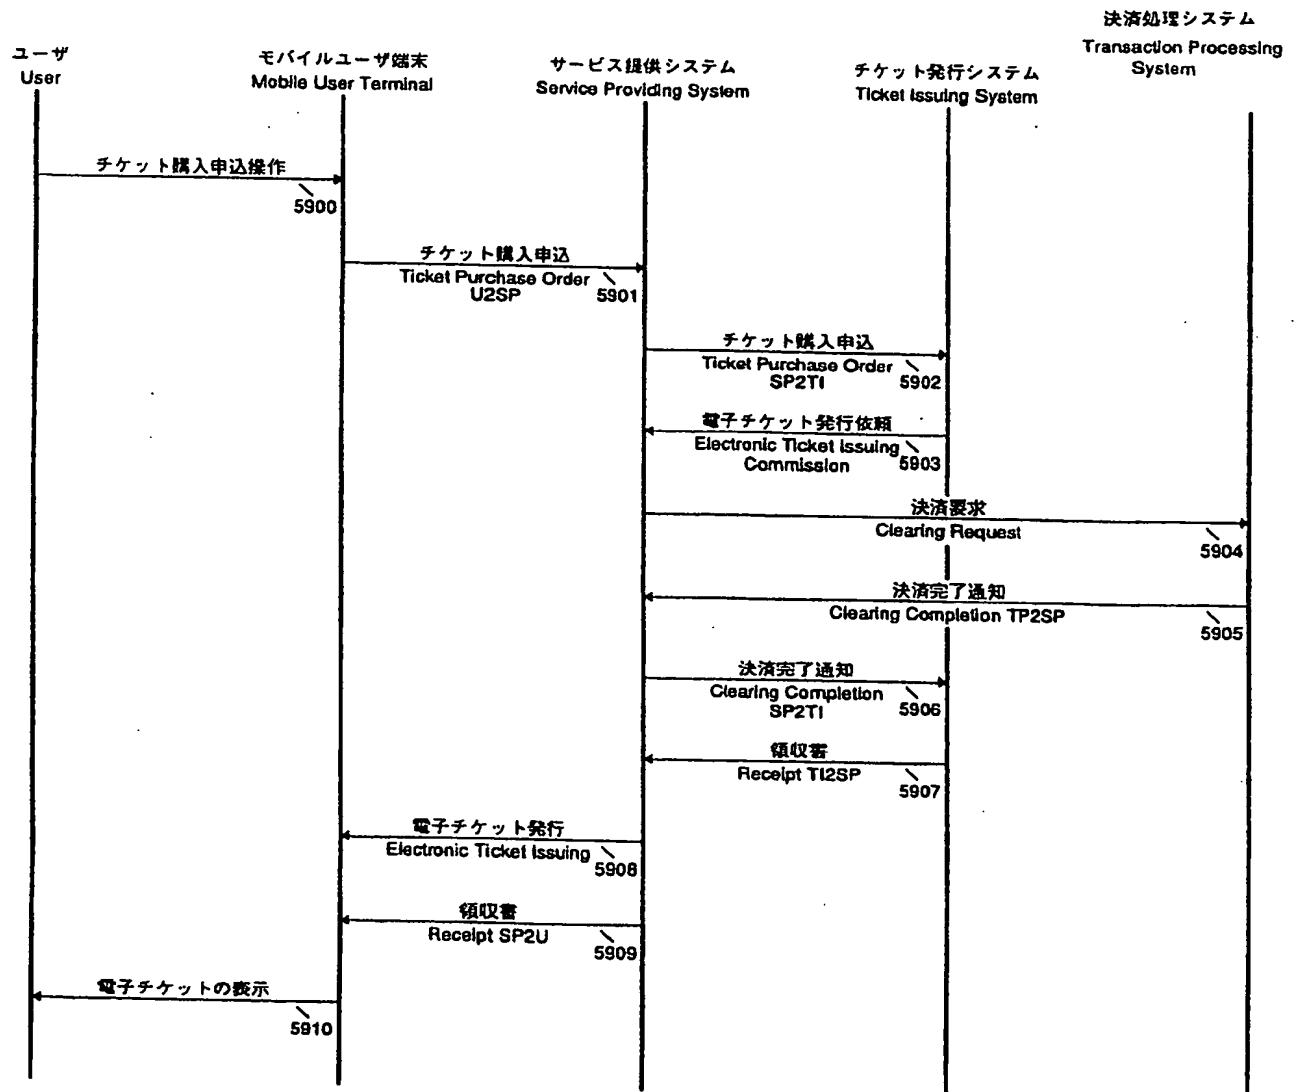 ユーザ
User
モバイルユーザ端末
Mobile User Terminal
サービス提供システム
Service Providing System
チケット発行システム
Ticket Issuing System
決済処理システム
Transaction Processing
System
チケット購入申込操作
5900
チケット購入申込
Ticket Purchase Order
U2SP
5901
チケット購入申込
Ticket Purchase Order
SP2TI
5902
電子チケット発行依頼
Electronic Ticket Issuing
Commission
5903
決済要求
Clearing Request
5904
決済完了通知
Clearing Completion TP2SP
5905
決済完了通知
Clearing Completion
SP2TI
5906
領収書
Receipt TI2SP
5907
電子チケット発行
Electronic Ticket Issuing
5908
領収書
Receipt SP2U
5909
電子チケットの表示
5910